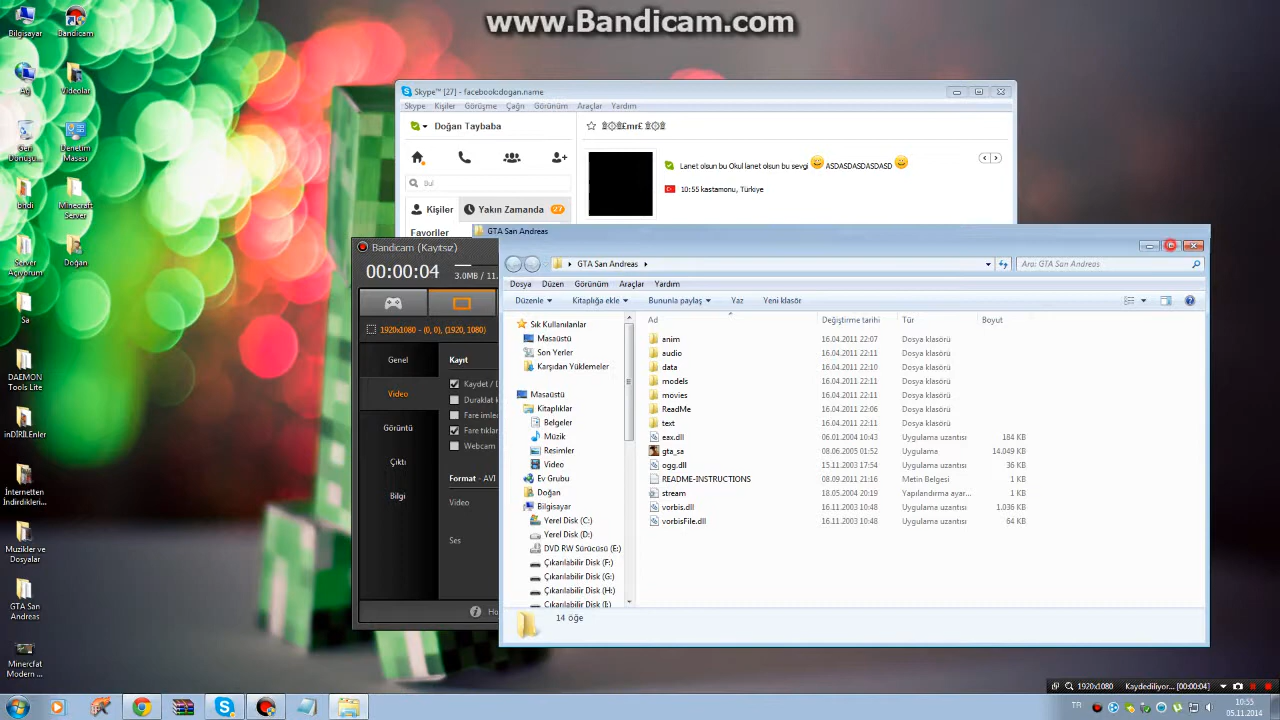 www.Bandicam.com
Bilgisayar
Bandicam
Ağ
Videolar
Geri Dönüşü...
Denetim Masası
Minecraft Server
Server Açıyorum
Doğan
Sa
DAEMON Tools Lite
inDİRİLEnler
İnternetten İndirdikleri...
Muzikler ve Dosyalar
GTA San Andreas
Minercfat Modern ...
Skype™ [27] - facebook:dogan.name
Skype Kişiler Görüşme Çağrı Görünüm Araçlar Yardım
Doğan Taybaba
Bul
Kişiler
Yakın Zamanda 27
Favoriler
Lanet olsun bu Okul lanet olsun bu sevgi ASDASDASDASDASD
10:55 kastamonu, Türkiye
Bandicam (Kayıtsız)
00:00:04 3.0MB / 11.
1920x1080 - (0, 0), (1920, 1080)
Genel
Video
Görüntü
Çıktı
Bilgi
Kayıt
Kaydet / D
Duraklat k
Fare imle
Fare tıklar
Webcam
Format - AVI
Video
Ses
GTA San Andreas
GTA San Andreas
Ara: GTA San Andreas
Dosya Düzen Görünüm Araçlar Yardım
Düzenle Kitaplığa ekle Bununla paylaş Yaz Yeni klasör
Sık Kullanılanlar
Masaüstü
Son Yerler
Karşıdan Yüklemeler
Masaüstü
Kitaplıklar
Belgeler
Müzik
Resimler
Video
Ev Grubu
Doğan
Bilgisayar
Yerel Disk (C:)
Yerel Disk (D:)
DVD RW Sürücüsü (E:)
Çıkarılabilir Disk (F:)
Çıkarılabilir Disk (G:)
Çıkarılabilir Disk (H:)
Çıkarılabilir Disk (I:)
Ad Değiştirme tarihi Tür Boyut
anim 16.04.2011 22:07 Dosya klasörü
audio 16.04.2011 22:11 Dosya klasörü
data 16.04.2011 22:10 Dosya klasörü
models 16.04.2011 22:11 Dosya klasörü
movies 16.04.2011 22:11 Dosya klasörü
ReadMe 16.04.2011 22:06 Dosya klasörü
text 16.04.2011 22:11 Dosya klasörü
eax.dll 06.01.2004 10:43 Uygulama uzantısı 184 KB
gta_sa 08.06.2005 01:52 Uygulama 14.049 KB
ogg.dll 15.11.2003 17:54 Uygulama uzantısı 36 KB
README-INSTRUCTIONS 08.09.2011 21:16 Metin Belgesi 1 KB
stream 18.05.2004 20:19 Yapılandırma ayar... 1 KB
vorbis.dll 16.11.2003 10:48 Uygulama uzantısı 1.036 KB
vorbisFile.dll 16.11.2003 10:48 Uygulama uzantısı 64 KB
14 öğe
1920x1080 Kaydediliyor... [00:00:04]
TR
10:55
05.11.2014